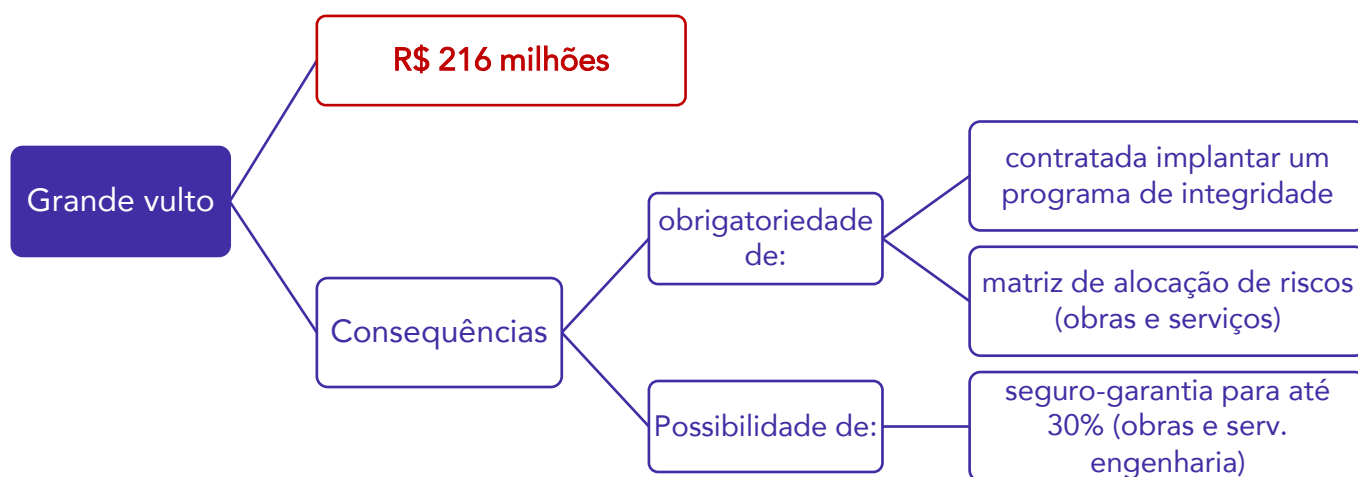 R$ 216 milhões
Grande vulto
Consequências
obrigatoriedade
de:
contratada implantar um
programa de integridade
matriz de alocação de riscos
(obras e serviços)
Possibilidade de:
seguro-garantia para até
30% (obras e serv.
engenharia)